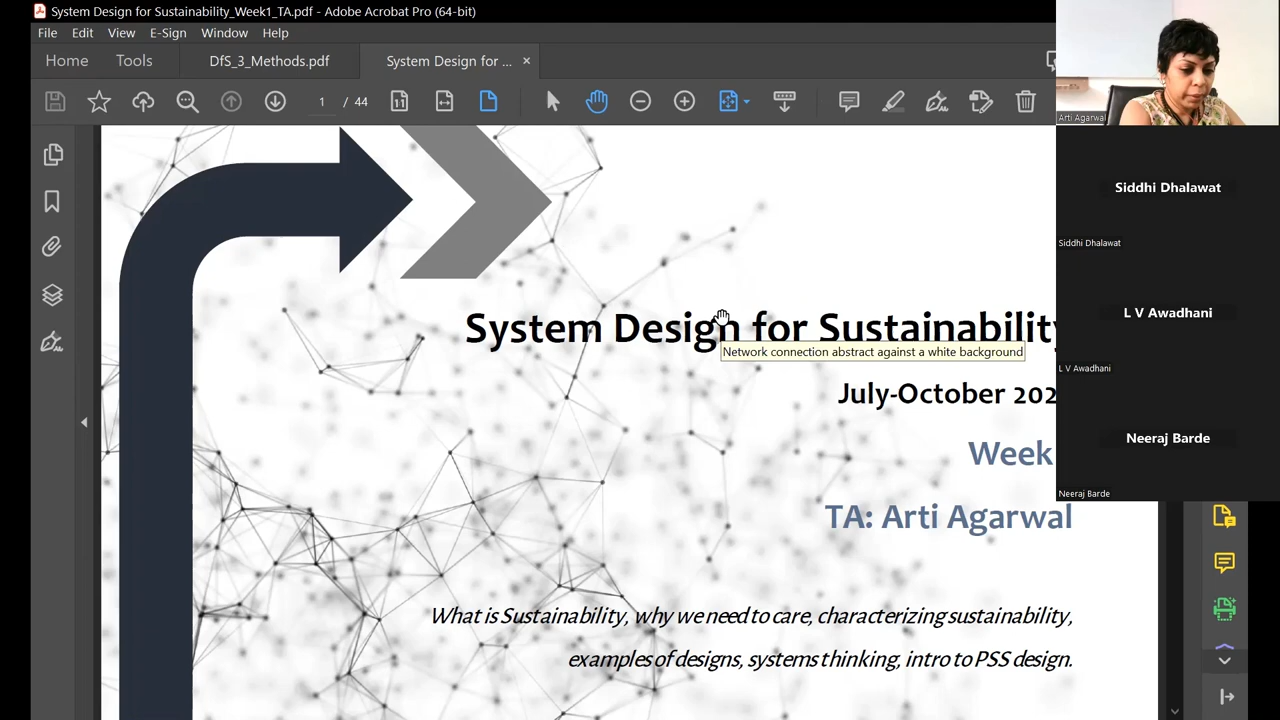 System Design for Sustainability_Week1_TA.pdf - Adobe Acrobat Pro (64-bit)
File Edit View E-Sign Window Help
Home Tools DfS_3_Methods.pdf System Design for ... ×
1 / 44
Arti Agarwal
Siddhi Dhalawat
Siddhi Dhalawat
L V Awadhani
L V Awadhani
Neeraj Barde
Neeraj Barde
System Design for Sustainability
Network connection abstract against a white background
July-October 202
Week
TA: Arti Agarwal
What is Sustainability, why we need to care, characterizing sustainability,
examples of designs, systems thinking, intro to PSS design.